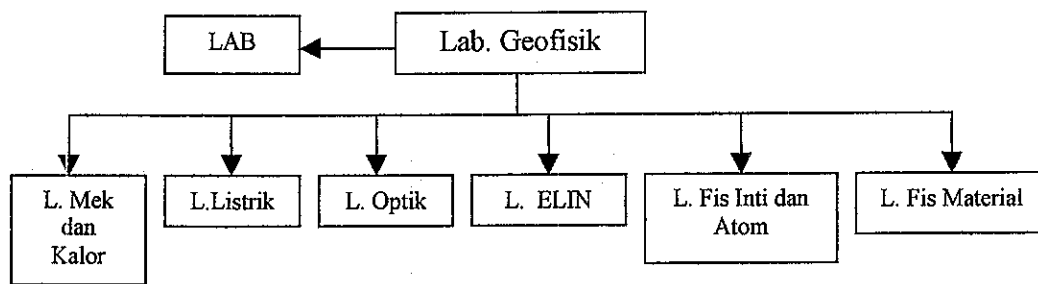 LAB
Lab. Geofisik
L. Mek
dan
Kalor
L.Listrik
L. Optik
L. ELIN
L. Fis Inti dan
Atom
L. Fis Material